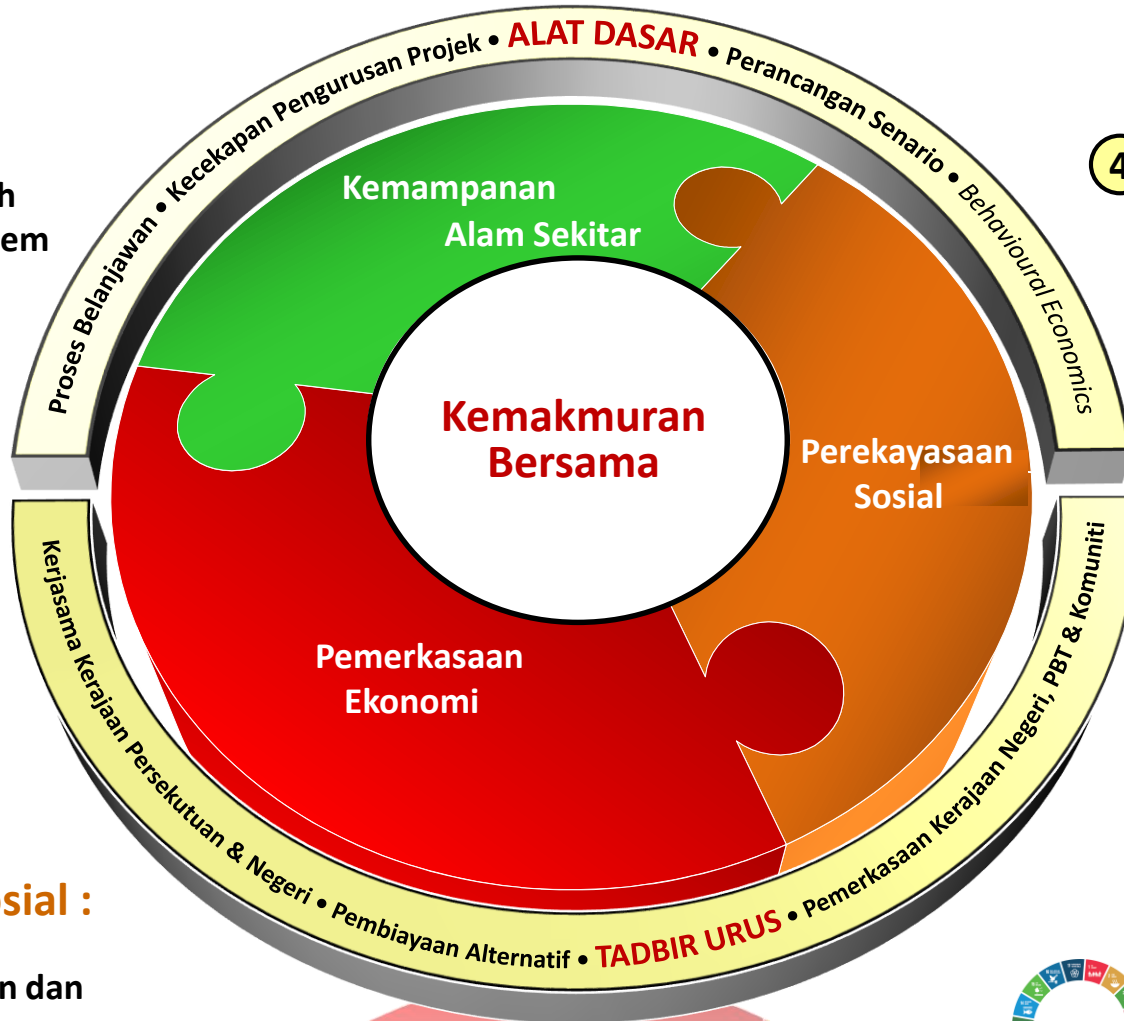 Proses Belanjawan • Kecekapan Pengurusan Projek • ALAT DASAR • Perancangan Senario • Behavioural Economics
4
h
em
Kemampanan
Alam Sekitar
Kemakmuran
Bersama
Perekayasaan
Sosial
Pemerkasaan
Ekonomi
Kerjasama Kerajaan Persekutuan & Negeri • Pembiayaan Alternatif • TADBIR URUS • Pemerkasaan Kerajaan Negeri, PBT & Komuniti
sial :
n dan